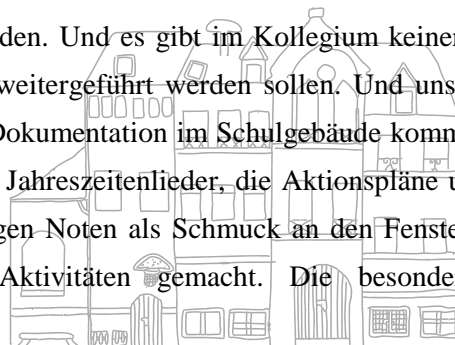 den. Und es gibt im Kollegium keiner
weitergeführt werden sollen. Und uns
Dokumentation im Schulgebäude komm
Jahreszeitenlieder, die Aktionspläne u
gen Noten als Schmuck an den Fenste
Aktivitäten gemacht. Die besonder